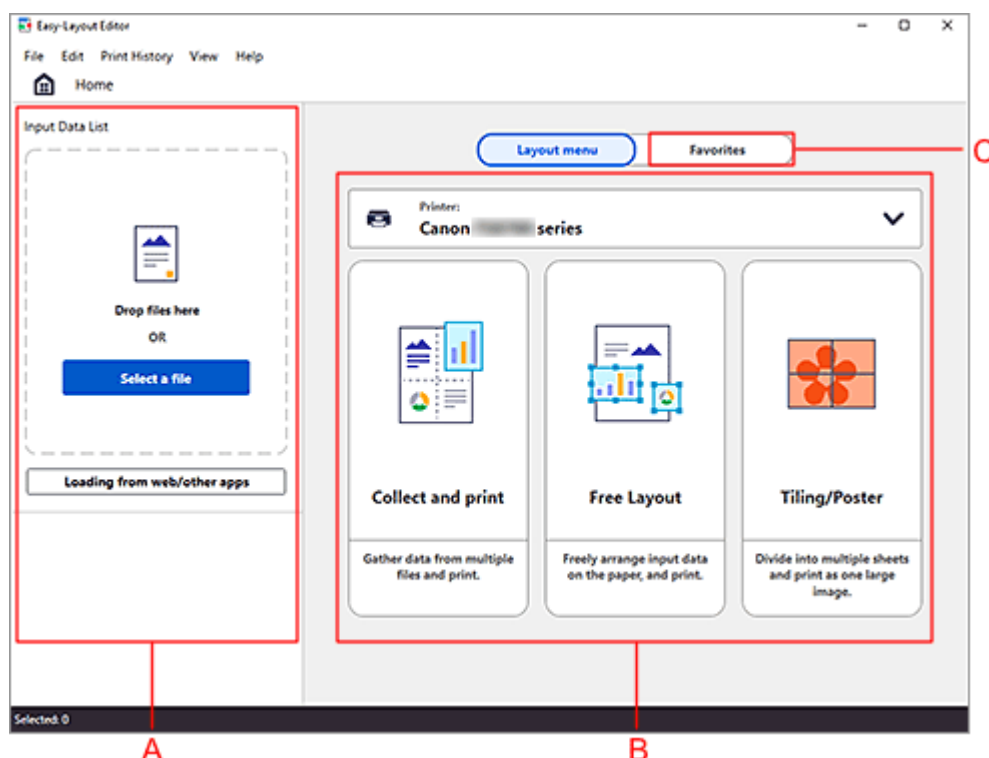 Easy-Layout Editor
File Edit Print History View Help
Home
Input Data List
Drop files here
OR
Select a file
Loading from web/other apps
Layout menu
Favorites
C
Printer:
Canon series
Collect and print
Gather data from multiple
files and print.
Free Layout
Freely arrange input data
on the paper, and print.
Tiling/Poster
Divide into multiple sheets
and print as one large
image.
Selected: 0
A
B